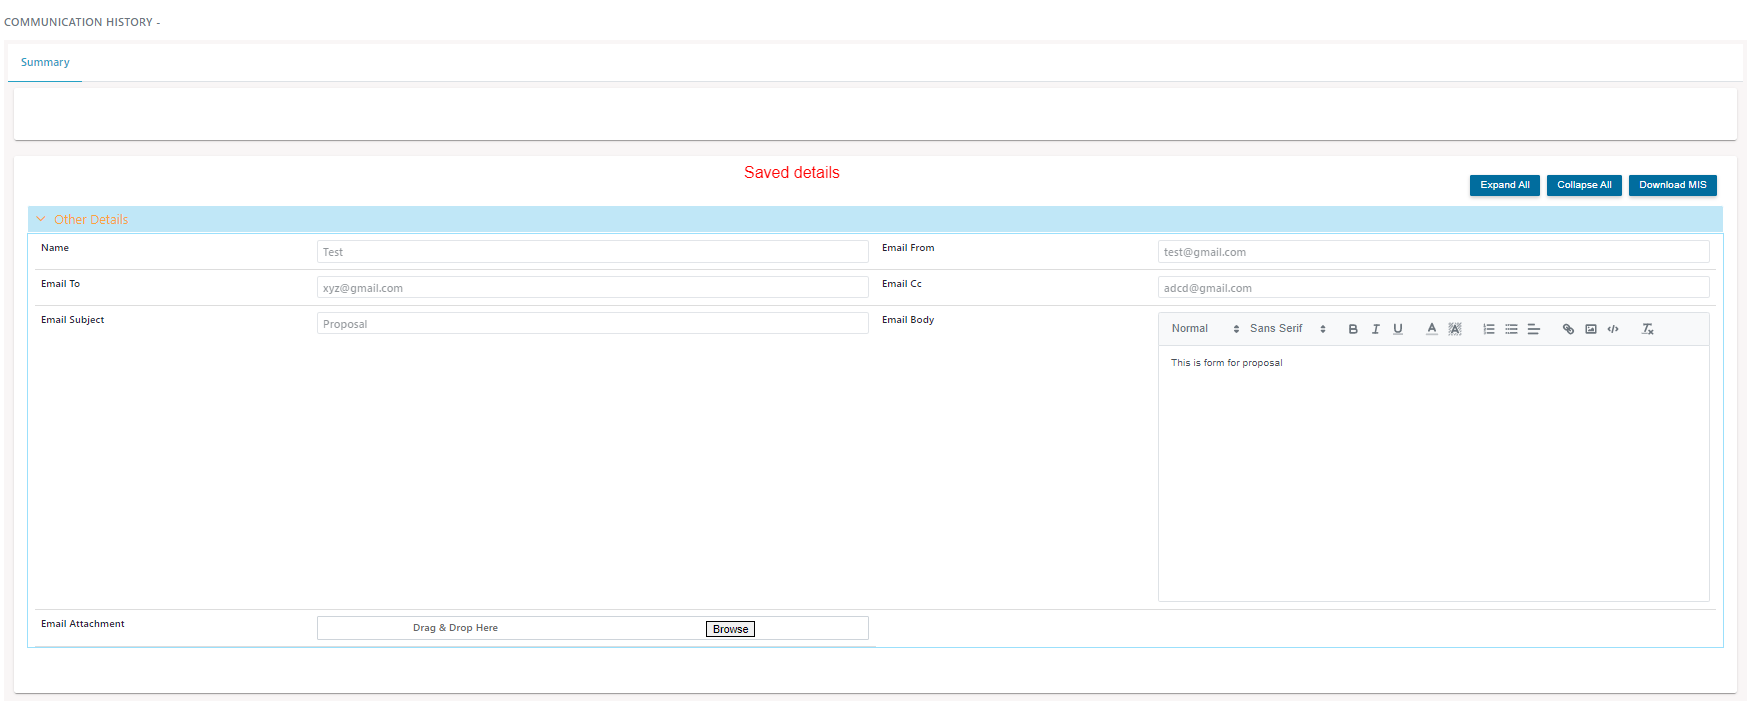 COMMUNICATION HISTORY -
Summary
Saved details
Expand All Collapse All Download MIS
Other Details
Name Test Email From test@gmail.com
Email To xyz@gmail.com Email Cc adcd@gmail.com
Email Subject Proposal Email Body Normal Sans Serif
This is form for proposal
Email Attachment Drag & Drop Here Browse